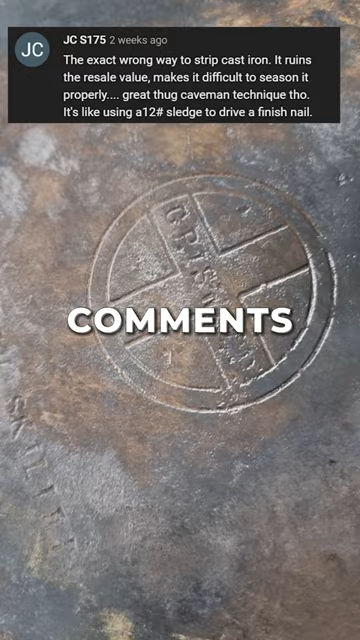 JC
JC S175 2 weeks ago
The exact wrong way to strip cast iron. It ruins
the resale value, makes it difficult to season it
properly.... great thug caveman technique tho.
It's like using a12# sledge to drive a finish nail.
COMMENTS
SKILLET